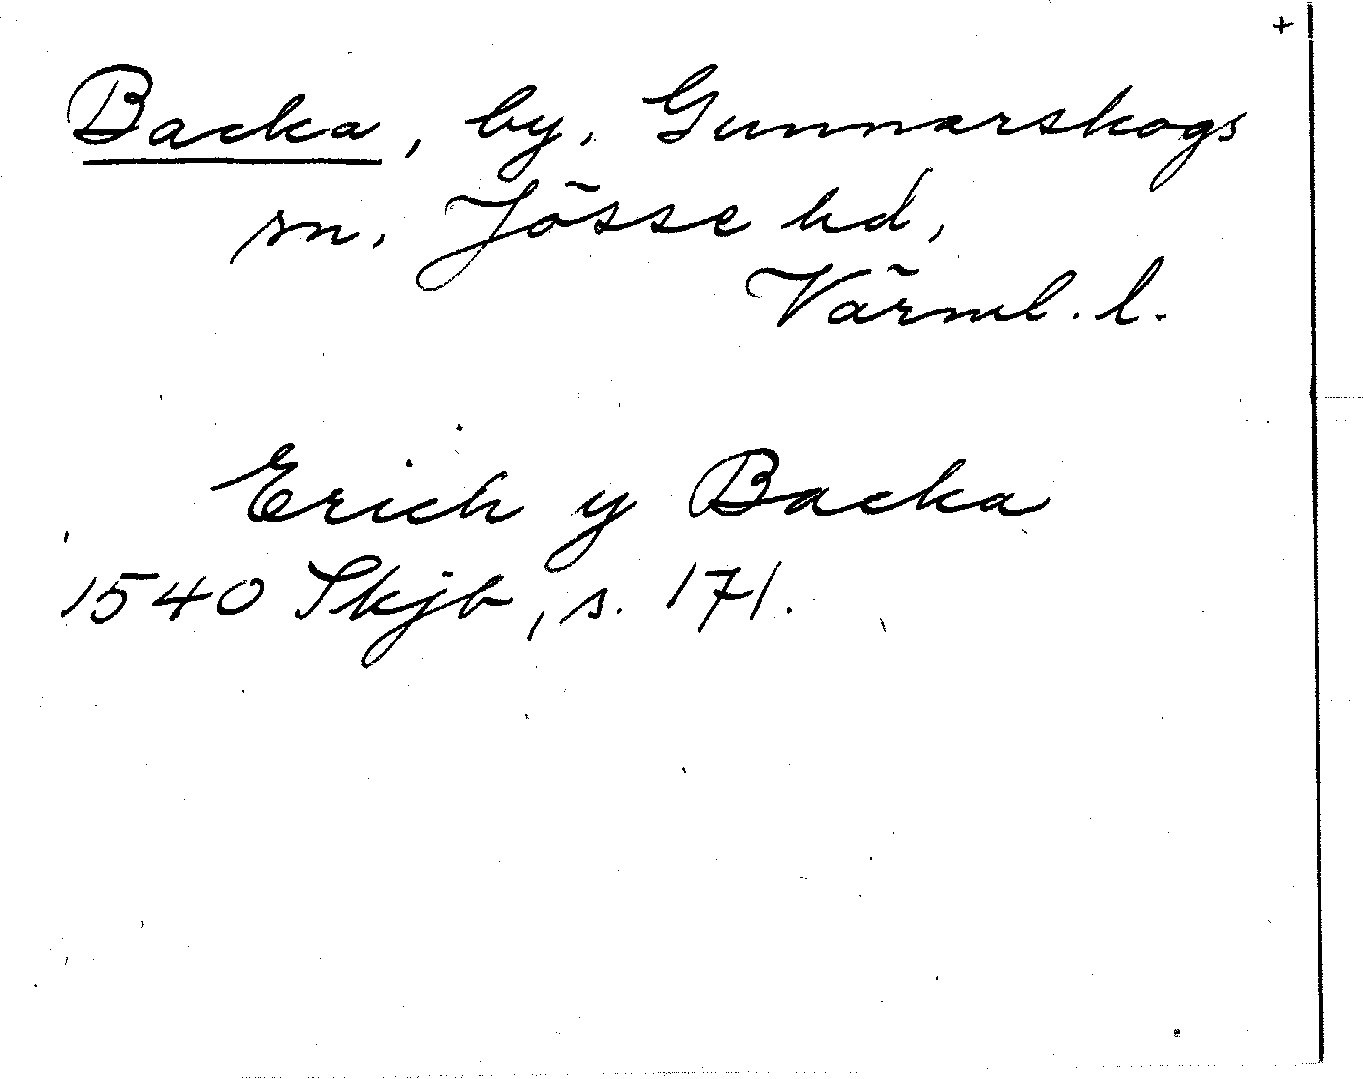 +
Backa, by, Gunnarskogs
sn, Jösse hd,
Värml. l.
Erich y Backa
1540 Skjb, s. 171.